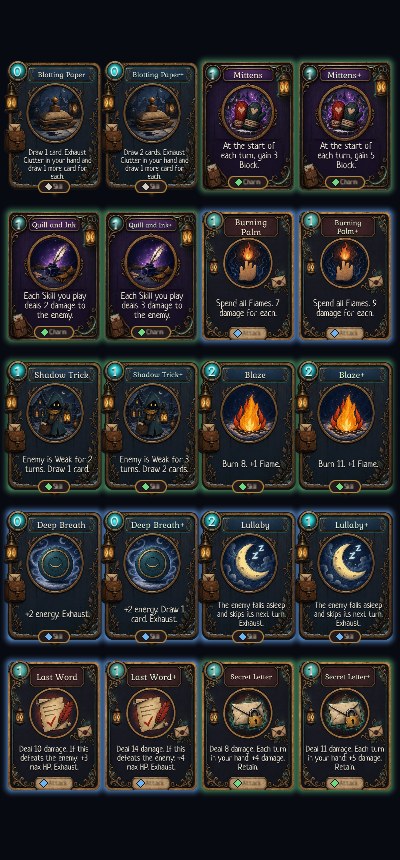 0
Blotting Paper
Draw 1 card. Exhaust
Clutter in your hand and
draw 1 more card for
each.
Skill
0
Blotting Paper+
Draw 2 cards. Exhaust
Clutter in your hand and
draw 1 more card for
each.
Skill
1
Mittens
At the start of
each turn, gain 3
Block.
Charm
1
Mittens+
At the start of
each turn, gain 5
Block.
Charm
1
Quill and Ink
Each Skill you play
deals 2 damage to
the enemy.
Charm
1
Quill and Ink+
Each Skill you play
deals 3 damage to
the enemy.
Charm
1
Burning
Palm
Spend all Flames. 7
damage for each.
Attack
1
Burning
Palm+
Spend all Flames. 9
damage for each.
Attack
1
Shadow Trick
Enemy is Weak for 2
turns. Draw 1 card.
Skill
1
Shadow Trick+
Enemy is Weak for 3
turns. Draw 2 cards.
Skill
2
Blaze
Burn 8. +1 Flame.
Skill
2
Blaze+
Burn 11. +1 Flame.
Skill
0
Deep Breath
+2 energy. Exhaust.
Skill
0
Deep Breath+
+2 energy. Draw 1
card. Exhaust.
Skill
2
Lullaby
The enemy falls asleep
and skips its next turn.
Exhaust.
Skill
1
Lullaby+
The enemy falls asleep
and skips its next turn.
Exhaust.
Skill
1
Last Word
Deal 10 damage. If this
defeats the enemy: +3
max HP. Exhaust.
Attack
1
Last Word+
Deal 14 damage. If this
defeats the enemy: +4
max HP. Exhaust.
Attack
1
Secret Letter
Deal 8 damage. Each turn
in your hand: +4 damage.
Retain.
Attack
1
Secret Letter+
Deal 11 damage. Each turn
in your hand: +5 damage.
Retain.
Attack